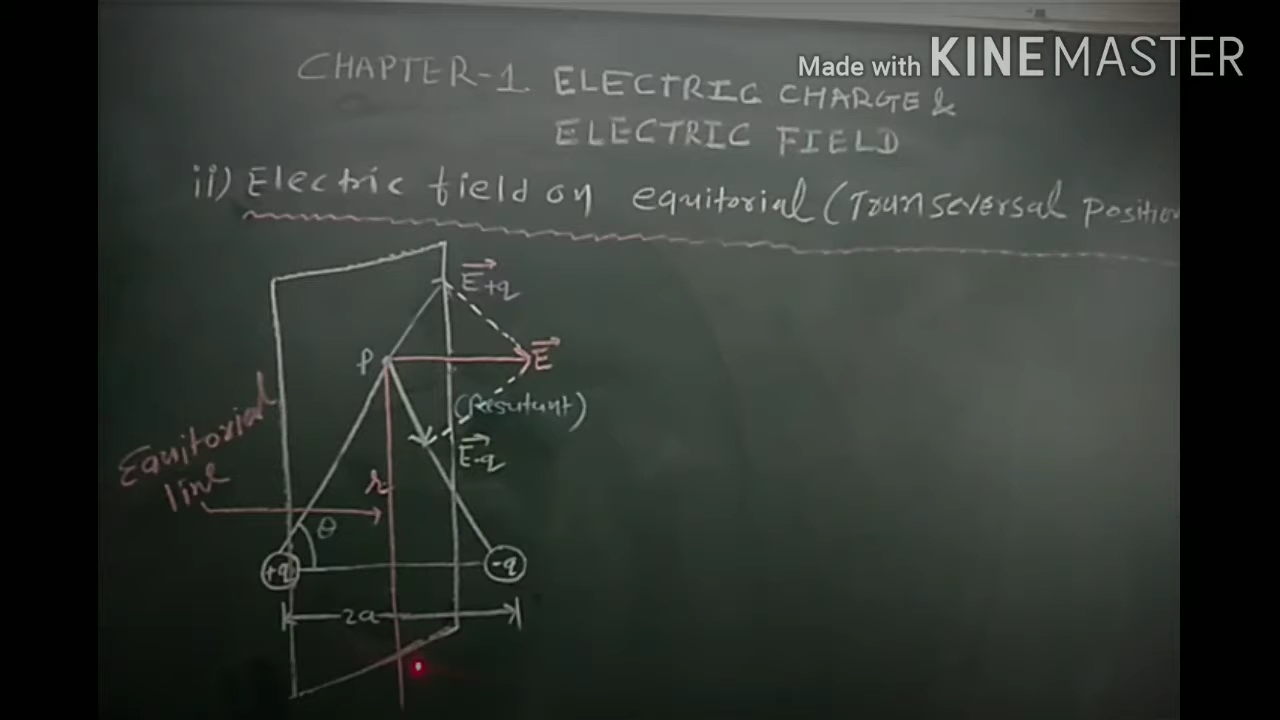 Made with KINEMASTER
CHAPTER-1. ELECTRIC CHARGE &
ELECTRIC FIELD
ii) Electric field on equitorial (Transeversal position
E+q
P
E
(Resutant)
E-q
Equitorial
line
r
θ
+q
-q
2a